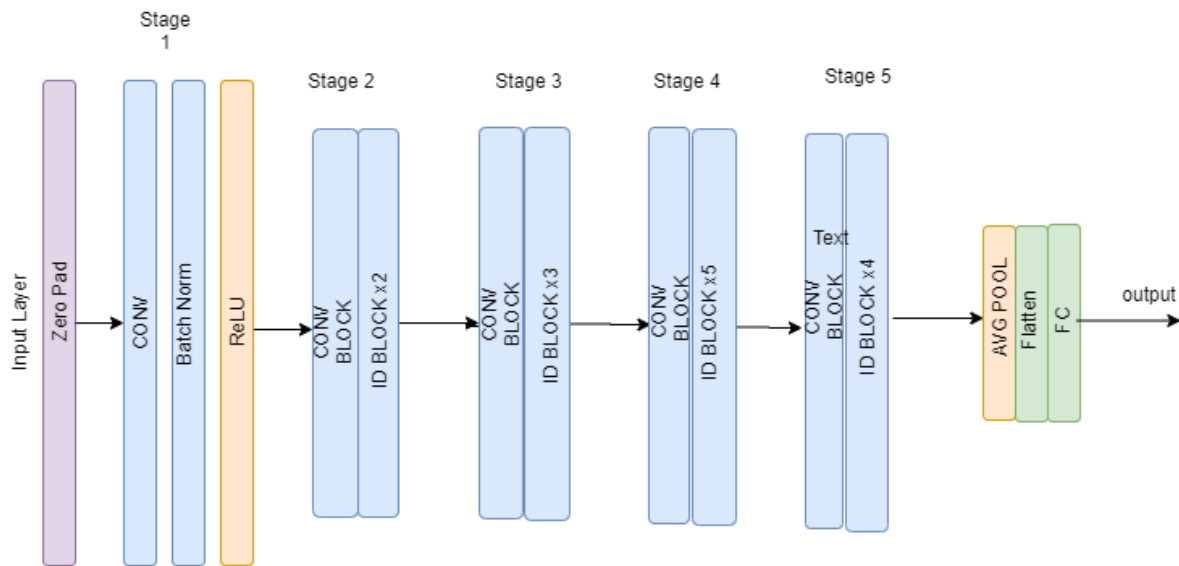 Stage
1
Stage 2
Stage 3
Stage 4
Stage 5
Input Layer
Zero Pad
CONV
Batch Norm
ReLU
CONV
BLOCK
ID BLOCK x2
CONV
BLOCK
ID BLOCK x3
CONV
BLOCK
ID BLOCK x5
Text
CONV
BLOCK
ID BLOCK x4
AVG POOL
Flatten
FC
output